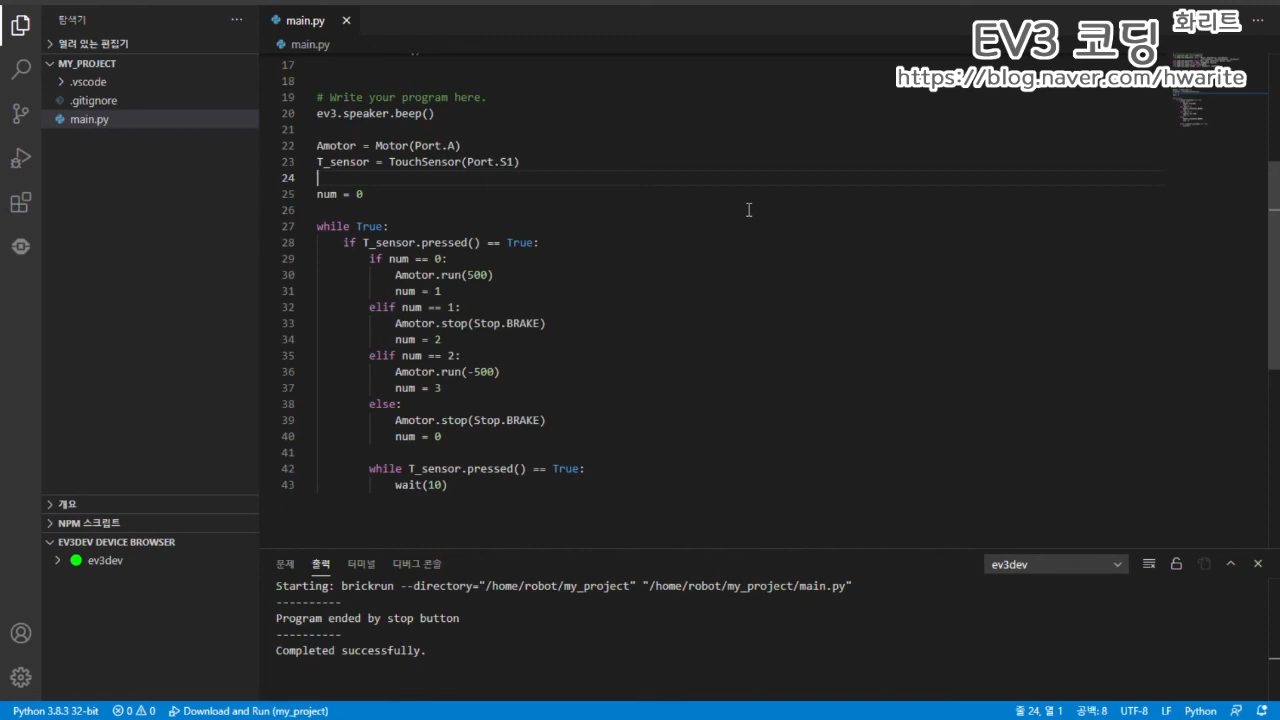 탐색기
main.py
화리트
EV3 코딩
https://blog.naver.com/hwarite
열려 있는 편집기
main.py
MY_PROJECT
.vscode
.gitignore
main.py
17
18
19 # Write your program here.
20 ev3.speaker.beep()
21
22 Amotor = Motor(Port.A)
23 T_sensor = TouchSensor(Port.S1)
24
25 num = 0
26
27 while True:
28 if T_sensor.pressed() == True:
29 if num == 0:
30 Amotor.run(500)
31 num = 1
32 elif num == 1:
33 Amotor.stop(Stop.BRAKE)
34 num = 2
35 elif num == 2:
36 Amotor.run(-500)
37 num = 3
38 else:
39 Amotor.stop(Stop.BRAKE)
40 num = 0
41
42 while T_sensor.pressed() == True:
43 wait(10)
개요
NPM 스크립트
EV3DEV DEVICE BROWSER
ev3dev
문제 출력 터미널 디버그 콘솔
ev3dev
Starting: brickrun --directory="/home/robot/my_project" "/home/robot/my_project/main.py"
----------
Program ended by stop button
----------
Completed successfully.
Python 3.8.3 32-bit 0 0 Download and Run (my_project) 줄 24, 열 1 공백: 8 UTF-8 LF Python